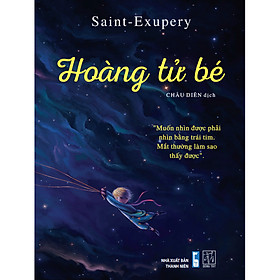 Saint-Exupery
Hoàng tử bé
CHÂU DIÊN dịch
"Muốn nhìn được phải
nhìn bằng trái tim.
Mắt thường làm sao
thấy được".
NHÀ XUẤT BẢN
THANH NIÊN